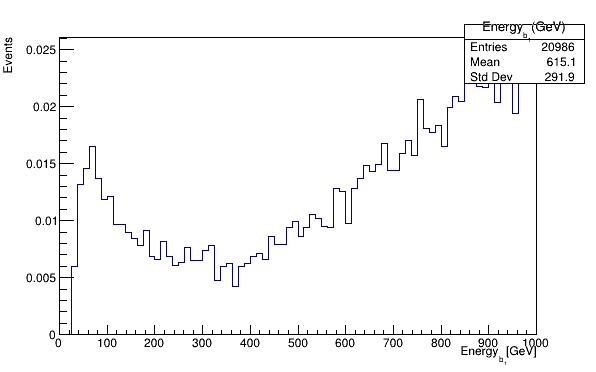 Energy_b₁(GeV)
Entries 20986
Mean 615.1
Std Dev 291.9
Events
0.025
0.02
0.015
0.01
0.005
0
0 100 200 300 400 500 600 700 800 900 1000
Energy_b₁[GeV]